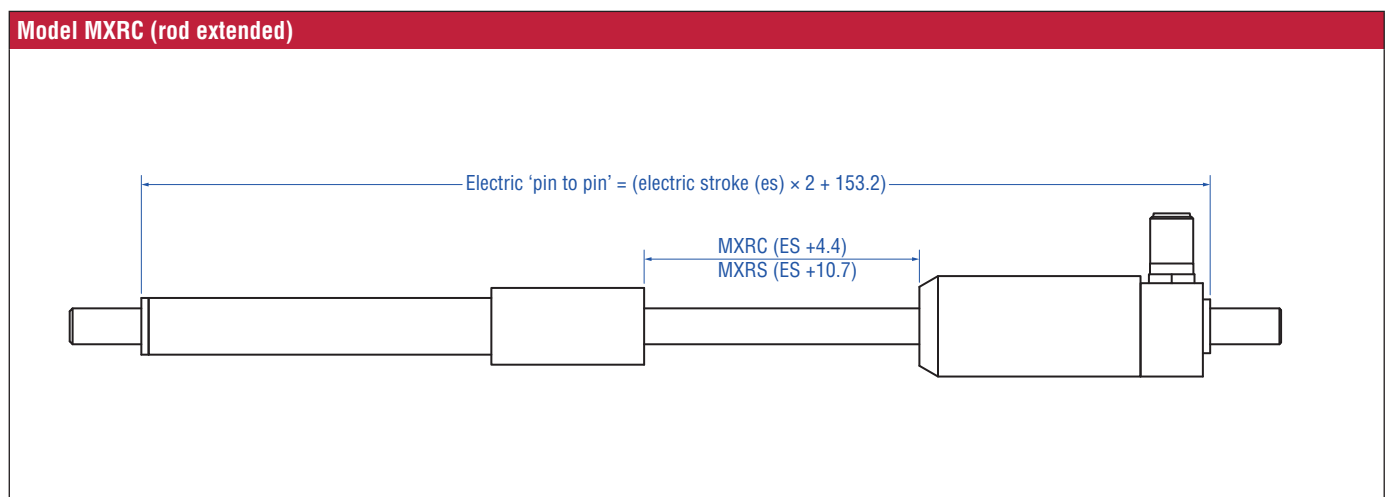 Model MXRC (rod extended)
Electric ‘pin to pin’ = (electric stroke (es) × 2 + 153.2)
MXRC (ES +4.4)
MXRS (ES +10.7)